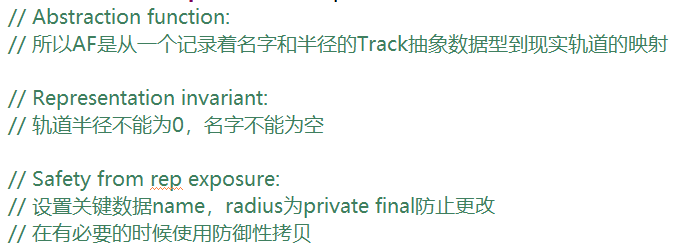 // Abstraction function:
// 所以AF是从一个记录着名字和半径的Track抽象数据型到现实轨道的映射
// Representation invariant:
// 轨道半径不能为0，名字不能为空
// Safety from rep exposure:
// 设置关键数据name，radius为private final防止更改
// 在有必要的时候使用防御性拷贝